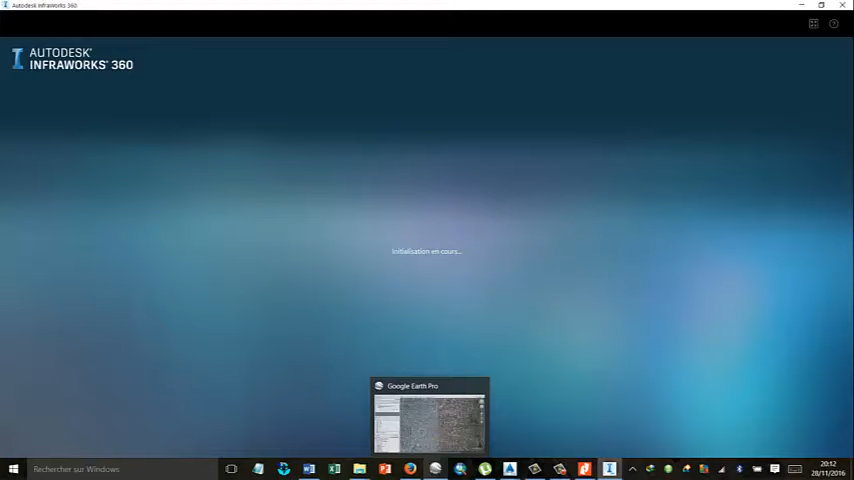 Autodesk InfraWorks 360
AUTODESK®
INFRAWORKS® 360
Initialisation en cours...
Google Earth Pro
Rechercher sur Windows
20:12
28/11/2016